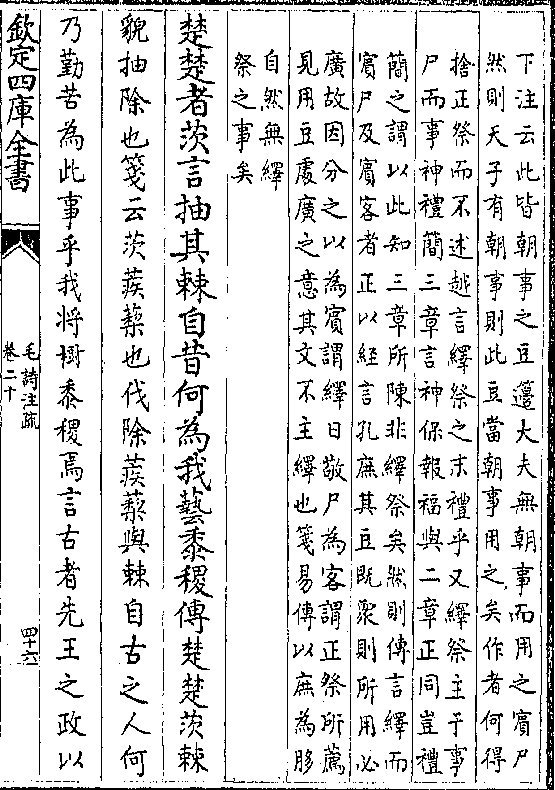 下注云此皆朝事之豆籩大夫無朝事而用之賓尸
然則天子有朝事則此豆當朝事用之矣作者何得
捨正祭而不述越言繹祭之末禮乎又繹祭主于事
尸而事神禮簡三章言神保報福與二章正同豈禮
簡之謂以此知三章所陳非繹祭矣然則傳言繹而
賓尸及賓客者正以經言孔庶其豆既衆則所用必
廣故因分之以為賓謂繹日敬尸為客謂正祭所薦
見用豆處廣之意其文不主繹也箋易傳以庶為䏧
自然無繹
祭之事矣
楚楚者茨言抽其棘自昔何為我蓺黍稷傳楚楚茨棘
貌抽除也箋云茨蒺藜也伐除蒺藜與棘自古之人何
乃勤苦為此事乎我將樹黍稷焉言古者先王之政以
欽定四庫全書
毛詩注疏
卷二十
四十六